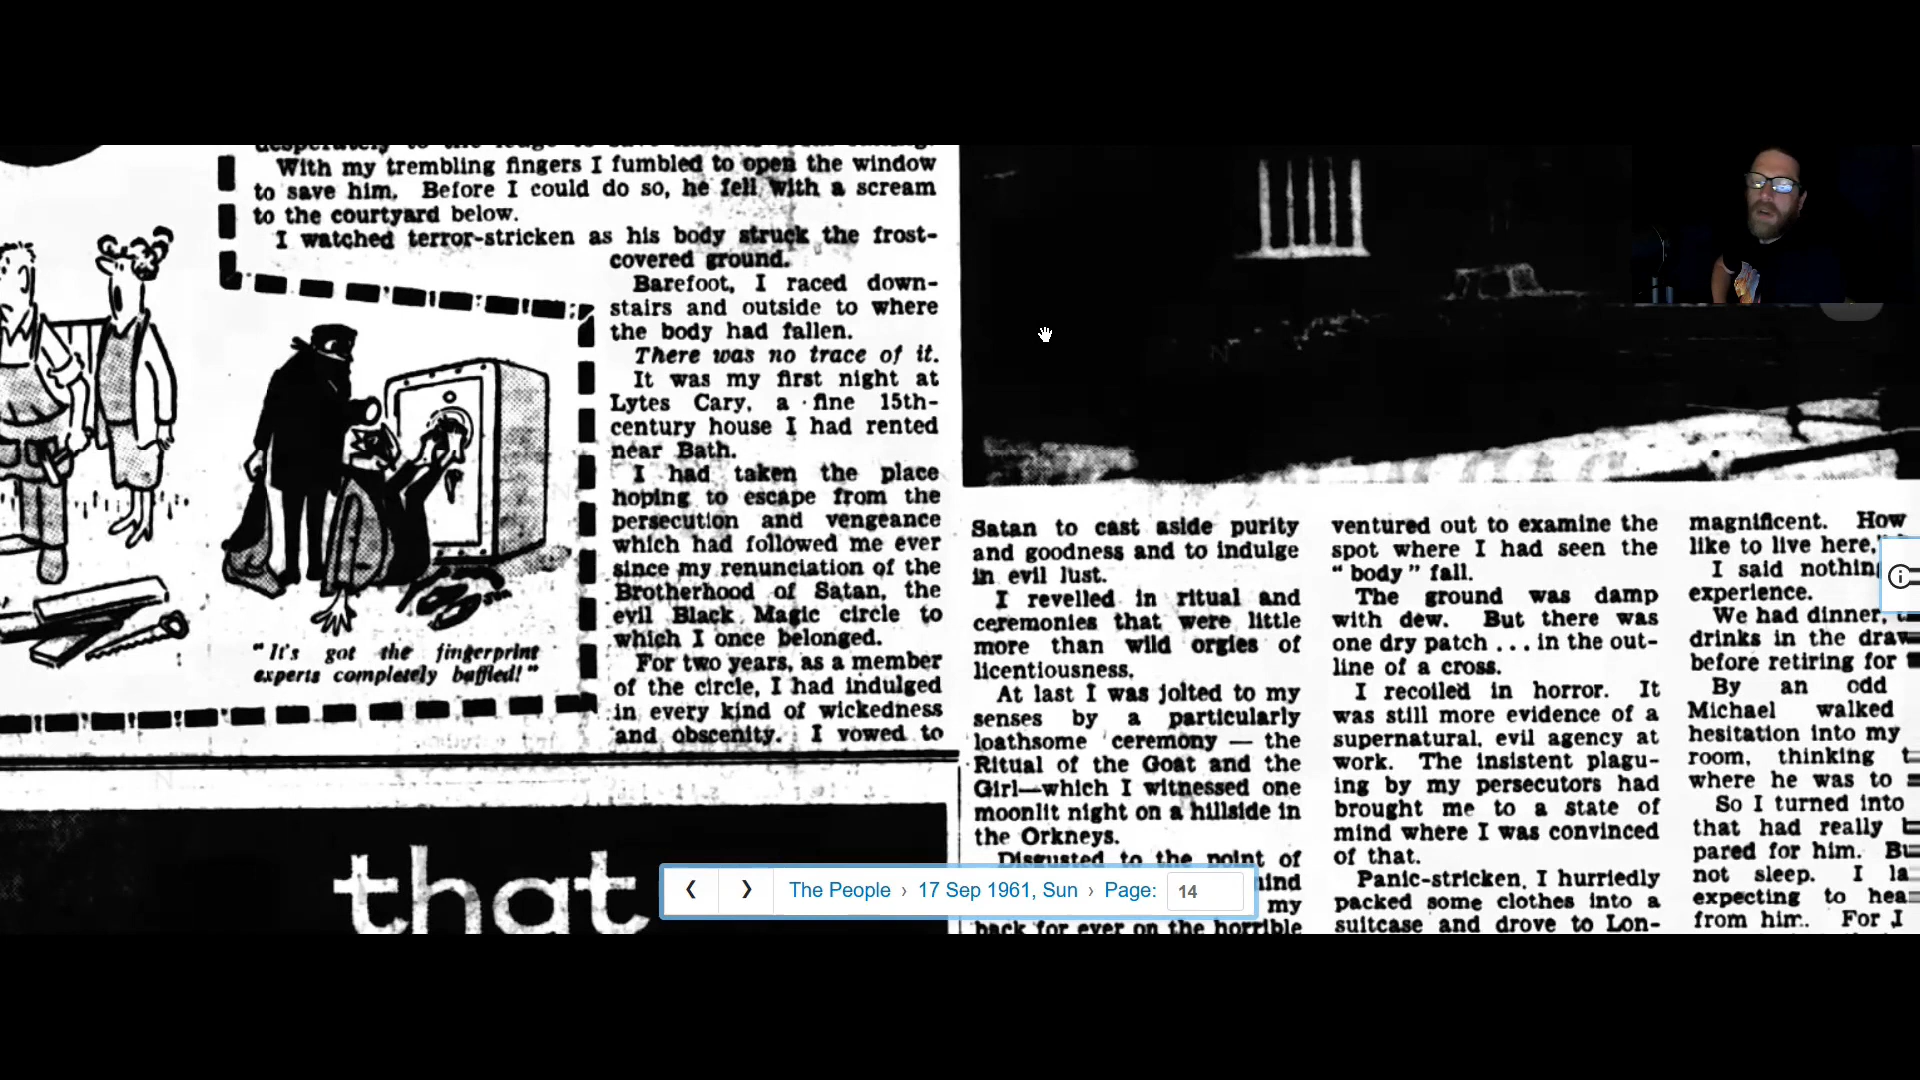 With my trembling fingers I fumbled to open the window
to save him. Before I could do so, he fell with a scream
to the courtyard below.
I watched terror-stricken as his body struck the frost-
covered ground.
Barefoot, I raced down-
stairs and outside to where
the body had fallen.
There was no trace of it.
It was my first night at
Lytes Cary, a fine 15th-
century house I had rented
near Bath.
I had taken the place
hoping to escape from the
persecution and vengeance
which had followed me ever
since my renunciation of the
Brotherhood of Satan, the
evil Black Magic circle to
which I once belonged.
For two years, as a member
of the circle, I had indulged
in every kind of wickedness
and obscenity. I vowed to
"It's got the fingerprint
experts completely baffled!"
that
Satan to cast aside purity
and goodness and to indulge
in evil lust.
I revelled in ritual and
ceremonies that were little
more than wild orgies of
licentiousness.
At last I was jolted to my
senses by a particularly
loathsome ceremony — the
Ritual of the Goat and the
Girl—which I witnessed one
moonlit night on a hillside in
the Orkneys.
Disgusted to the point of
my
back for ever on the horrible
ventured out to examine the
spot where I had seen the
"body" fall.
The ground was damp
with dew. But there was
one dry patch . . . in the out-
line of a cross.
I recoiled in horror. It
was still more evidence of a
supernatural, evil agency at
work. The insistent plagu-
ing by my persecutors had
brought me to a state of
mind where I was convinced
of that.
Panic-stricken, I hurriedly
packed some clothes into a
suitcase and drove to Lon-
magnificent. How
like to live here,
I said
experience.
We had dinner,
drinks in the
before retiring for
By an odd
Michael walked
hesitation into my
room, thinking
where he was to
So I turned into
that had really
pared for him.
not sleep. I
expecting to
from him. For I
The People › 17 Sep 1961, Sun › Page: 14